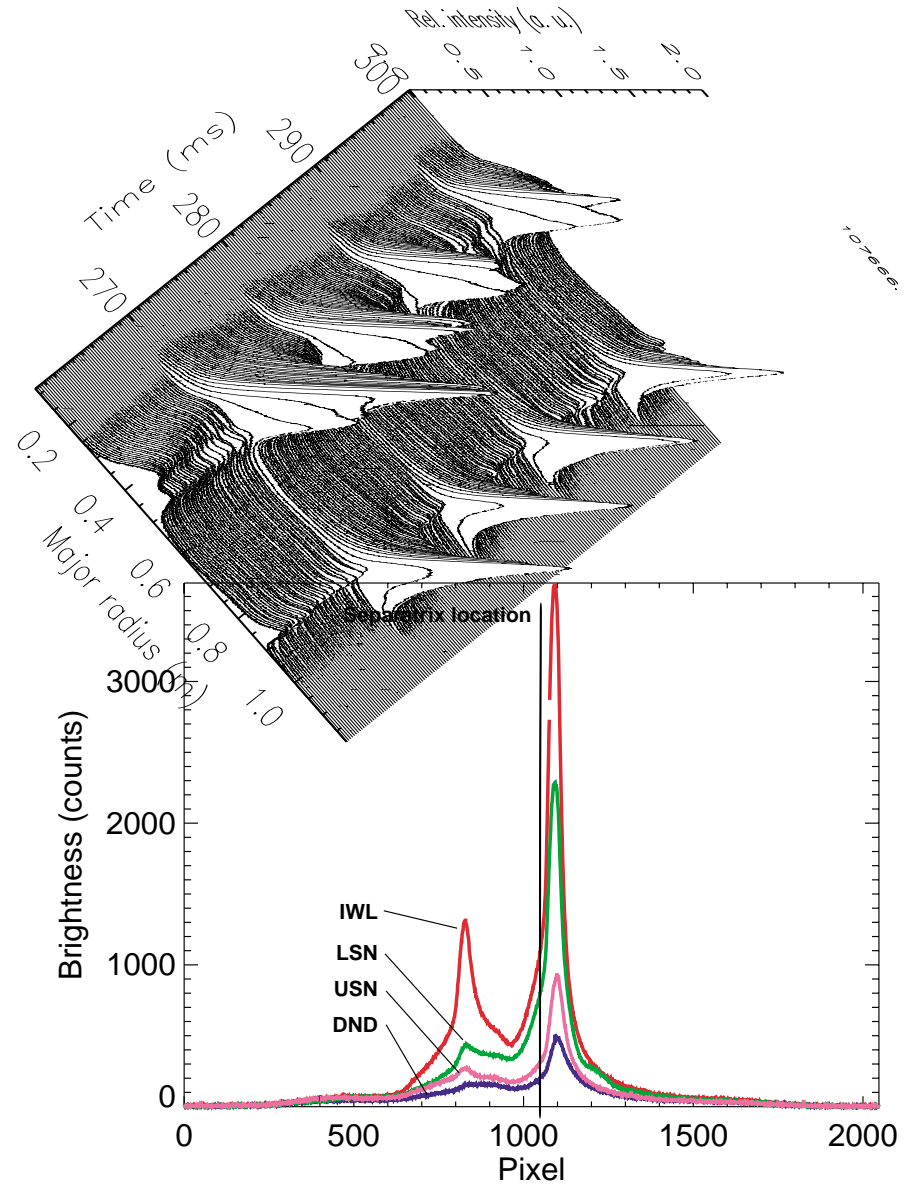 Rel. intensity (a. u.)
0.5 1.0 1.5 2.0
Time (ms)
300
290
280
270
107666.
0.2
0.4
0.6
0.8
1.0
Major radius (m)
Separatrix location
Brightness (counts)
3000
2000
1000
0
IWL
LSN
USN
DND
0 500 1000 1500 2000
Pixel